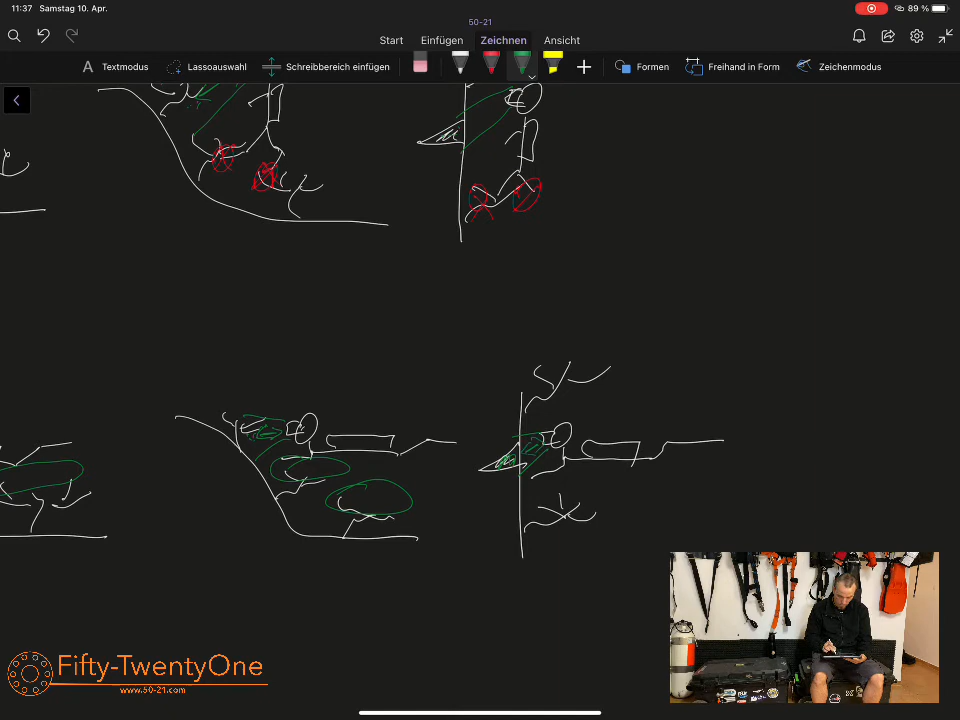 11:37 Samstag 10. Apr.
89 %
50-21
Start Einfügen Zeichnen Ansicht
Textmodus Lassoauswahl Schreibbereich einfügen Formen Freihand in Form Zeichenmodus
Fifty-TwentyOne
www.50-21.com